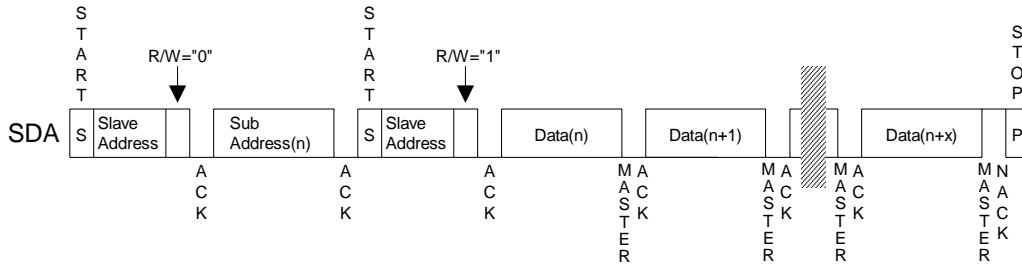 START
START
STOP
R/W="0"
R/W="1"
SDA
S
Slave
Address
Sub
Address(n)
S
Slave
Address
Data(n)
Data(n+1)
Data(n+x)
P
ACK
ACK
ACK
MASTER
ACK
MASTER
ACK
MASTER
ACK
MASTER
NACK